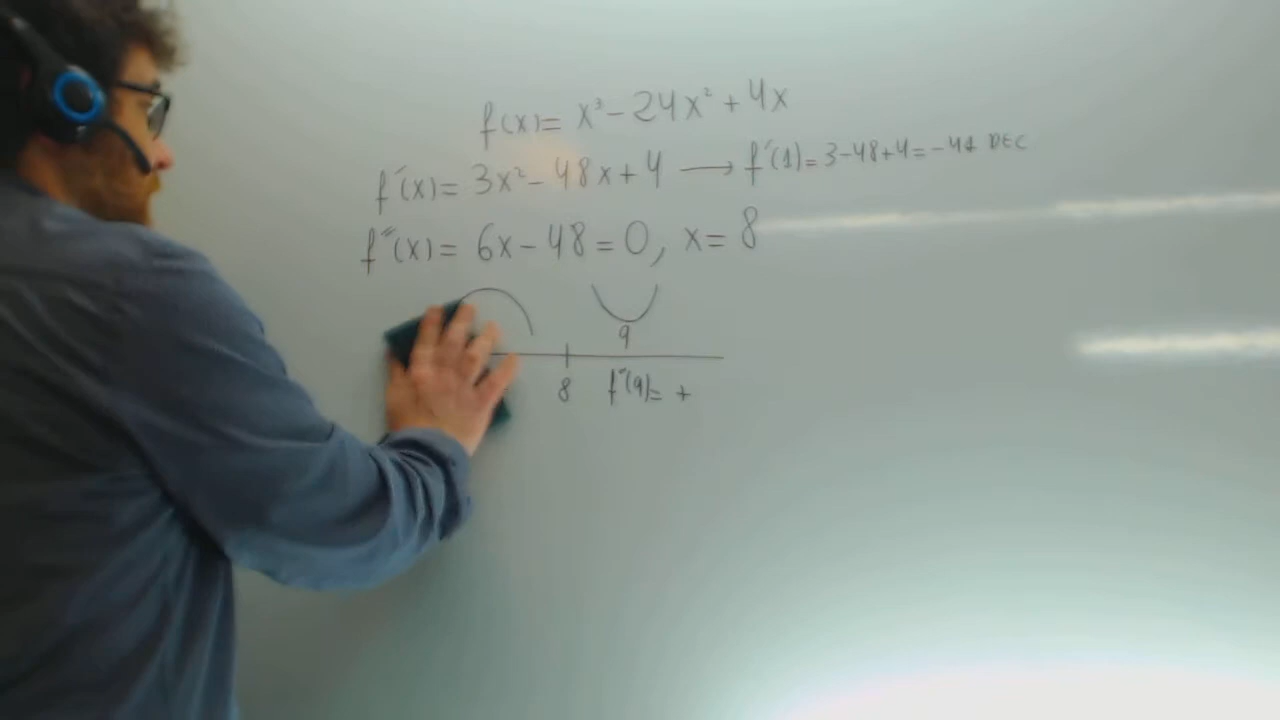 f(x)= x³-24x²+4x
f´(x)= 3x²-48x+4 → f´(1)= 3-48+4=-41 DEC
f´´(x)= 6x-48=0, x= 8
9
8 f´´(9)= +